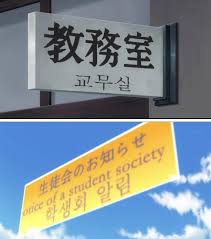 教務室
교무실
生徒会のお知らせ
otice of a student society
학생회 알림